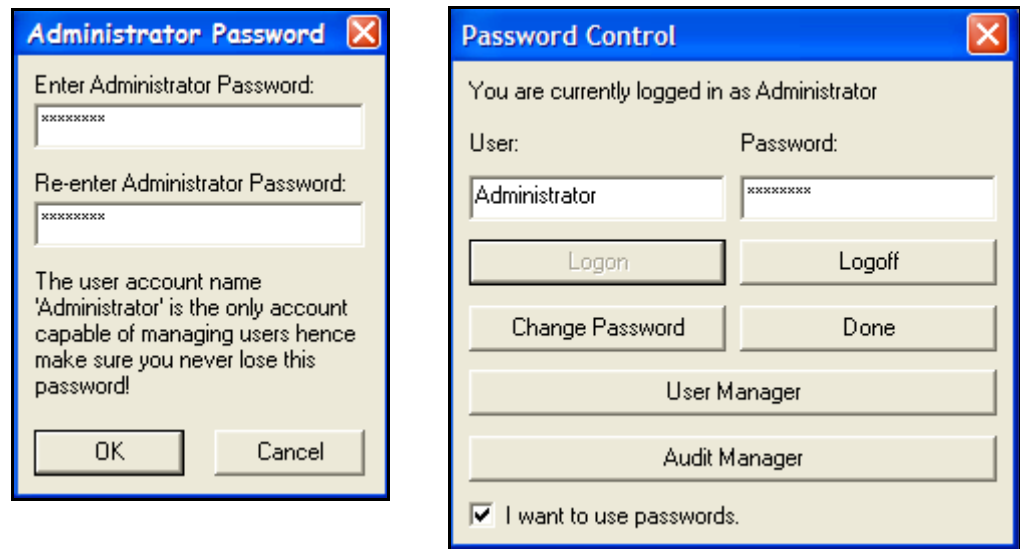 Administrator Password
Enter Administrator Password:
********
Re-enter Administrator Password:
********
The user account name
'Administrator' is the only account
capable of managing users hence
make sure you never lose this
password!
OK Cancel
Password Control
You are currently logged in as Administrator
User: Password:
Administrator ********
Logon Logoff
Change Password Done
User Manager
Audit Manager
I want to use passwords.